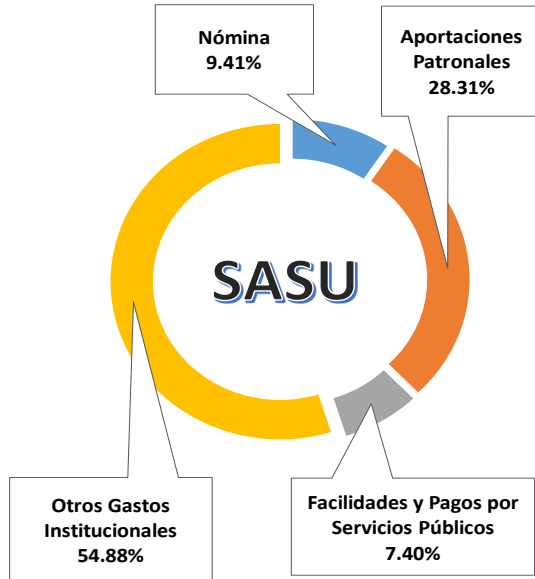 Nómina
9.41%
Aportaciones
Patronales
28.31%
SASU
Otros Gastos
Institucionales
54.88%
Facilidades y Pagos por
Servicios Públicos
7.40%